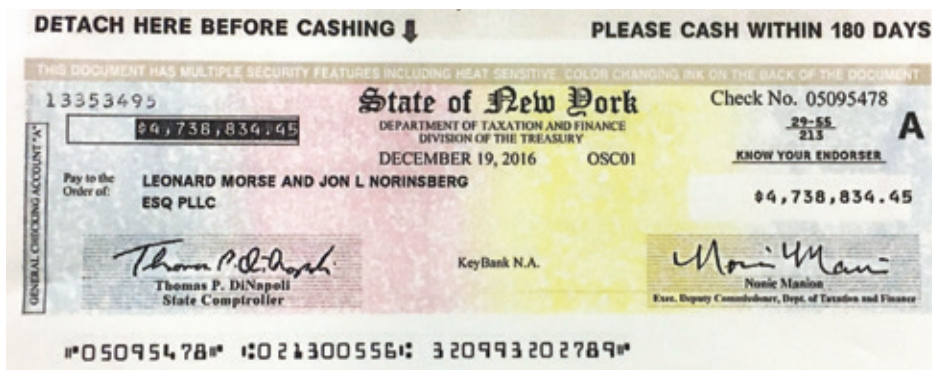 DETACH HERE BEFORE CASHING PLEASE CASH WITHIN 180 DAYS
THIS DOCUMENT HAS MULTIPLE SECURITY FEATURES INCLUDING HEAT SENSITIVE COLOR CHANGING INK ON THE BACK OF THE DOCUMENT
13353495 State of New York Check No. 05095478
$4,738,834.45 DEPARTMENT OF TAXATION AND FINANCE 29-55 A
DIVISION OF THE TREASURY 213
DECEMBER 19, 2016 OSC01 KNOW YOUR ENDORSER
GENERAL CHECKING ACCOUNT "A"
Pay to the LEONARD MORSE AND JON L NORINSBERG $4,738,834.45
Order of: ESQ PLLC
Thomas P. DiNapoli KeyBank N.A. Nonie Manion
Thomas P. DiNapoli Nonie Manion
State Comptroller Exec. Deputy Commissioner, Dept. of Taxation and Finance
⑈05095478⑈ ⑆021300556⑆ 320993202789⑈